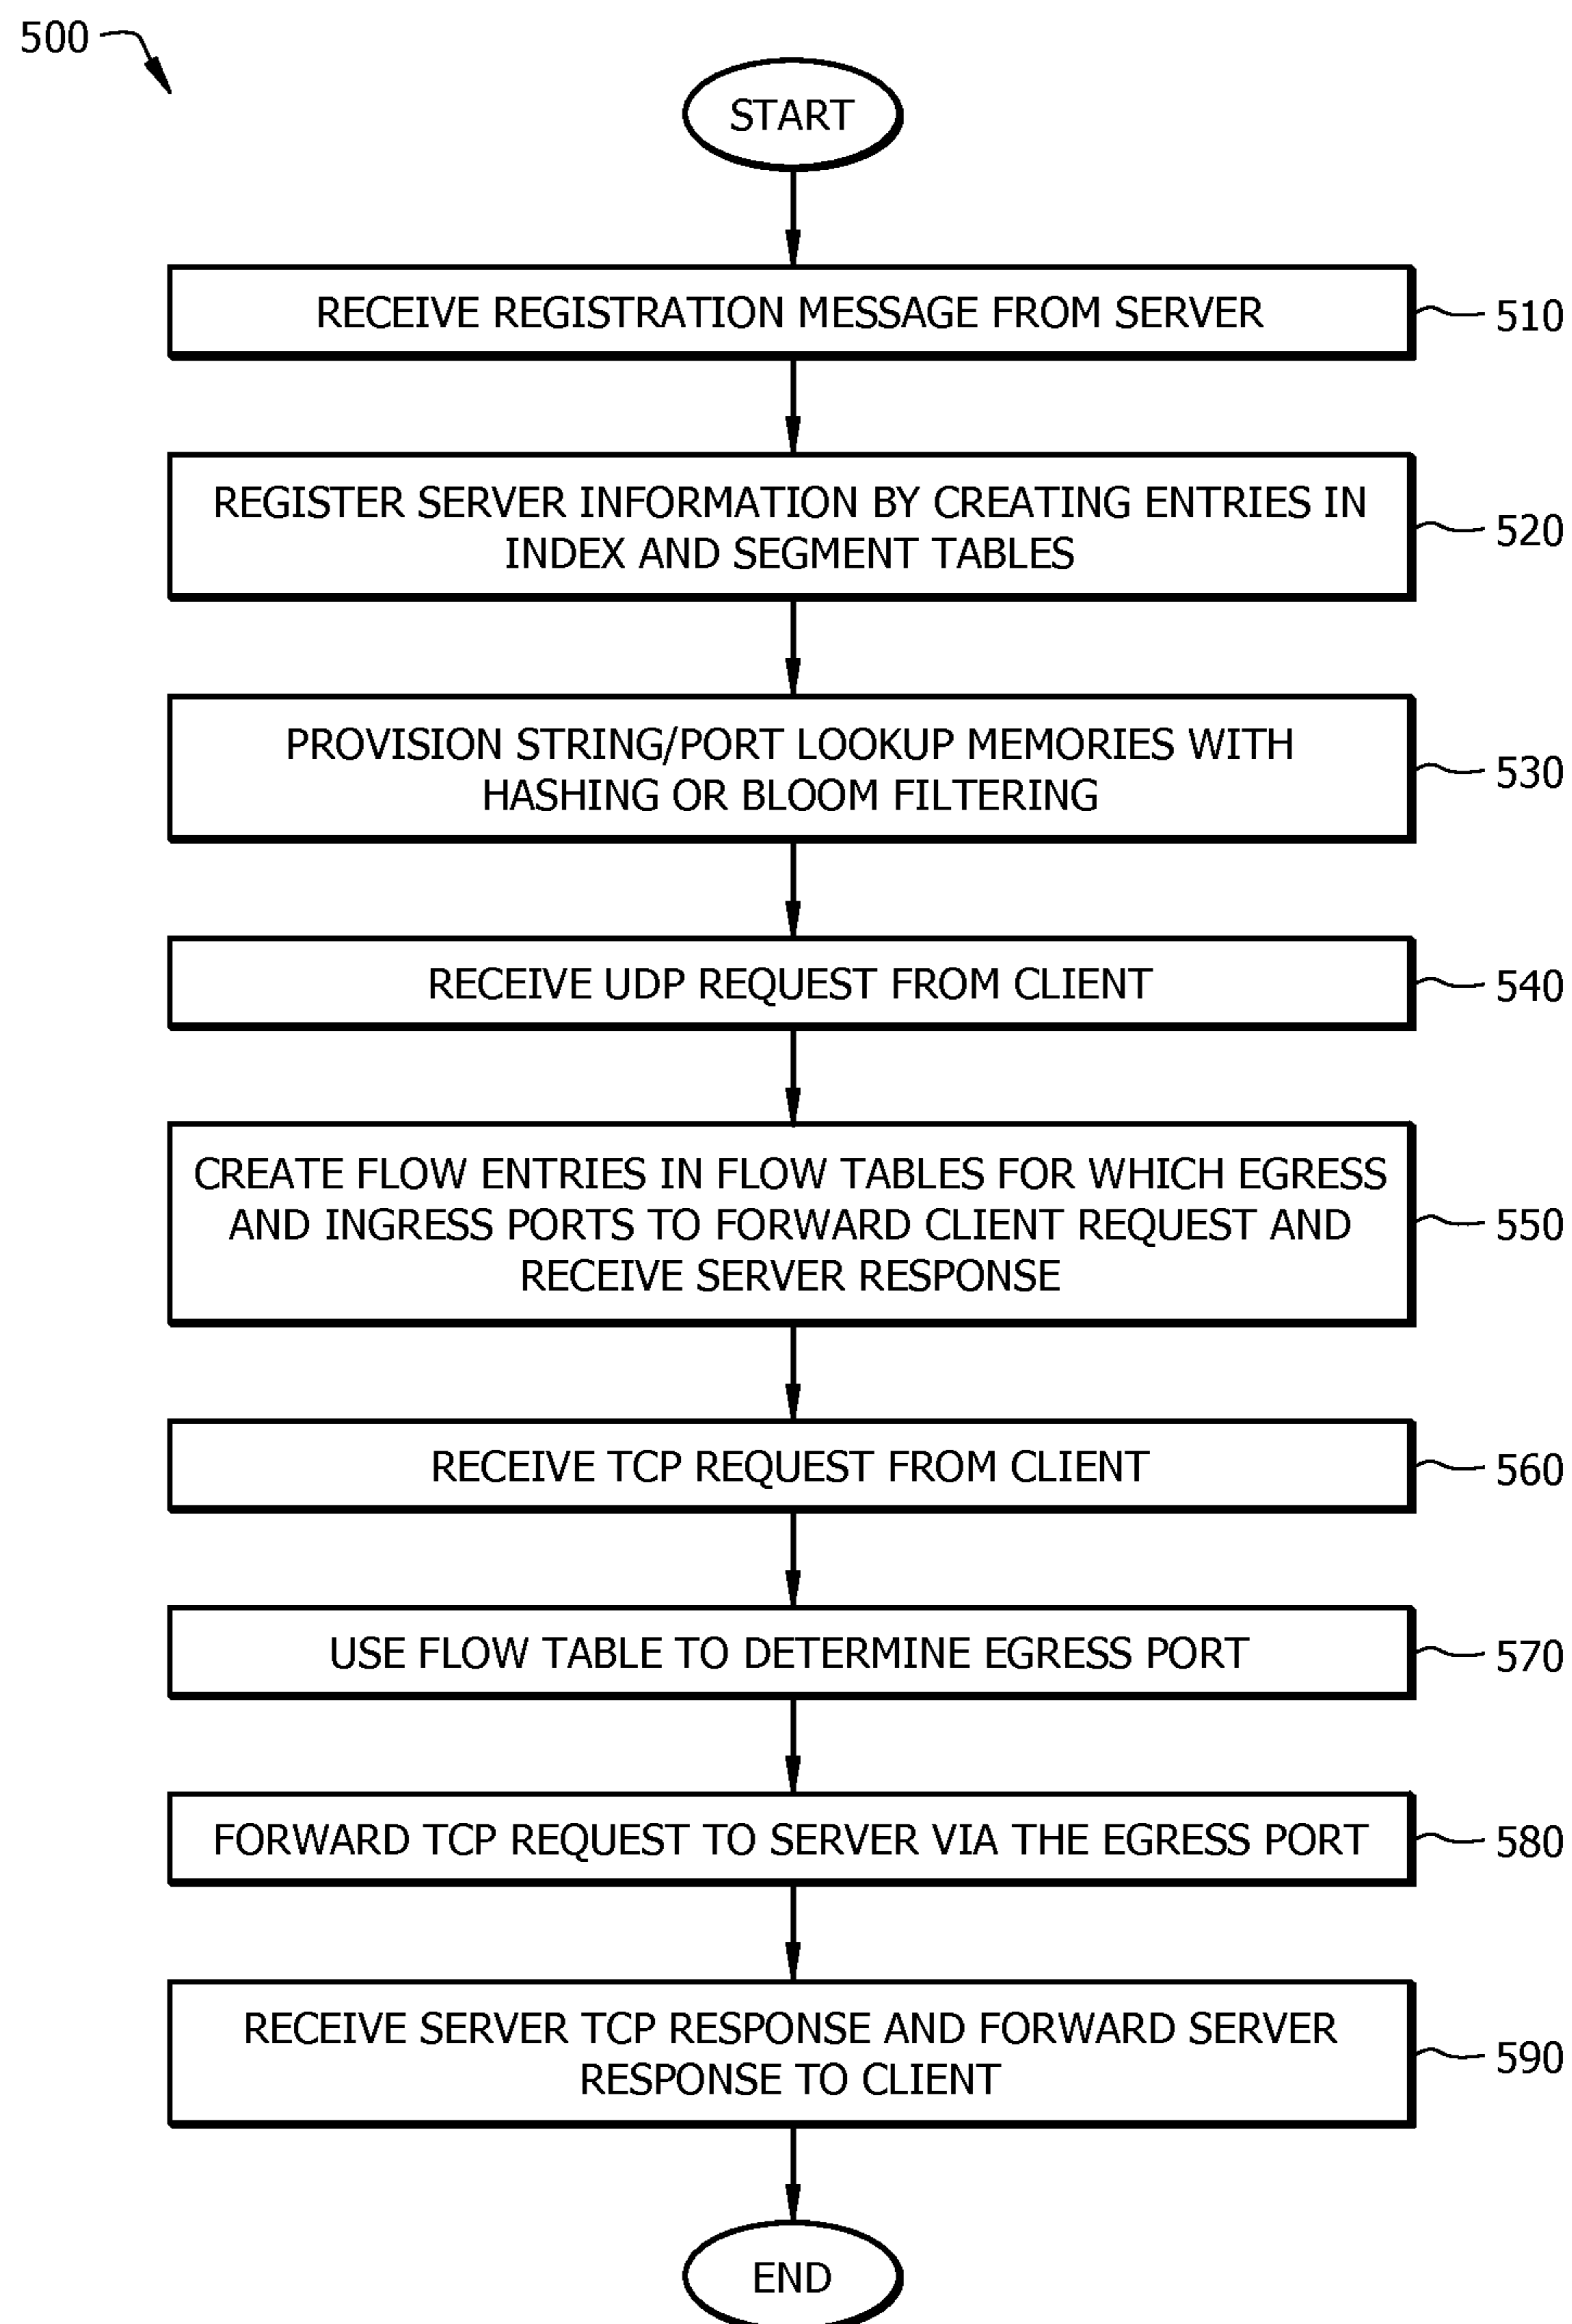 500
START
RECEIVE REGISTRATION MESSAGE FROM SERVER
510
REGISTER SERVER INFORMATION BY CREATING ENTRIES IN
INDEX AND SEGMENT TABLES
520
PROVISION STRING/PORT LOOKUP MEMORIES WITH
HASHING OR BLOOM FILTERING
530
RECEIVE UDP REQUEST FROM CLIENT
540
CREATE FLOW ENTRIES IN FLOW TABLES FOR WHICH EGRESS
AND INGRESS PORTS TO FORWARD CLIENT REQUEST AND
RECEIVE SERVER RESPONSE
550
RECEIVE TCP REQUEST FROM CLIENT
560
USE FLOW TABLE TO DETERMINE EGRESS PORT
570
FORWARD TCP REQUEST TO SERVER VIA THE EGRESS PORT
580
RECEIVE SERVER TCP RESPONSE AND FORWARD SERVER
RESPONSE TO CLIENT
590
END